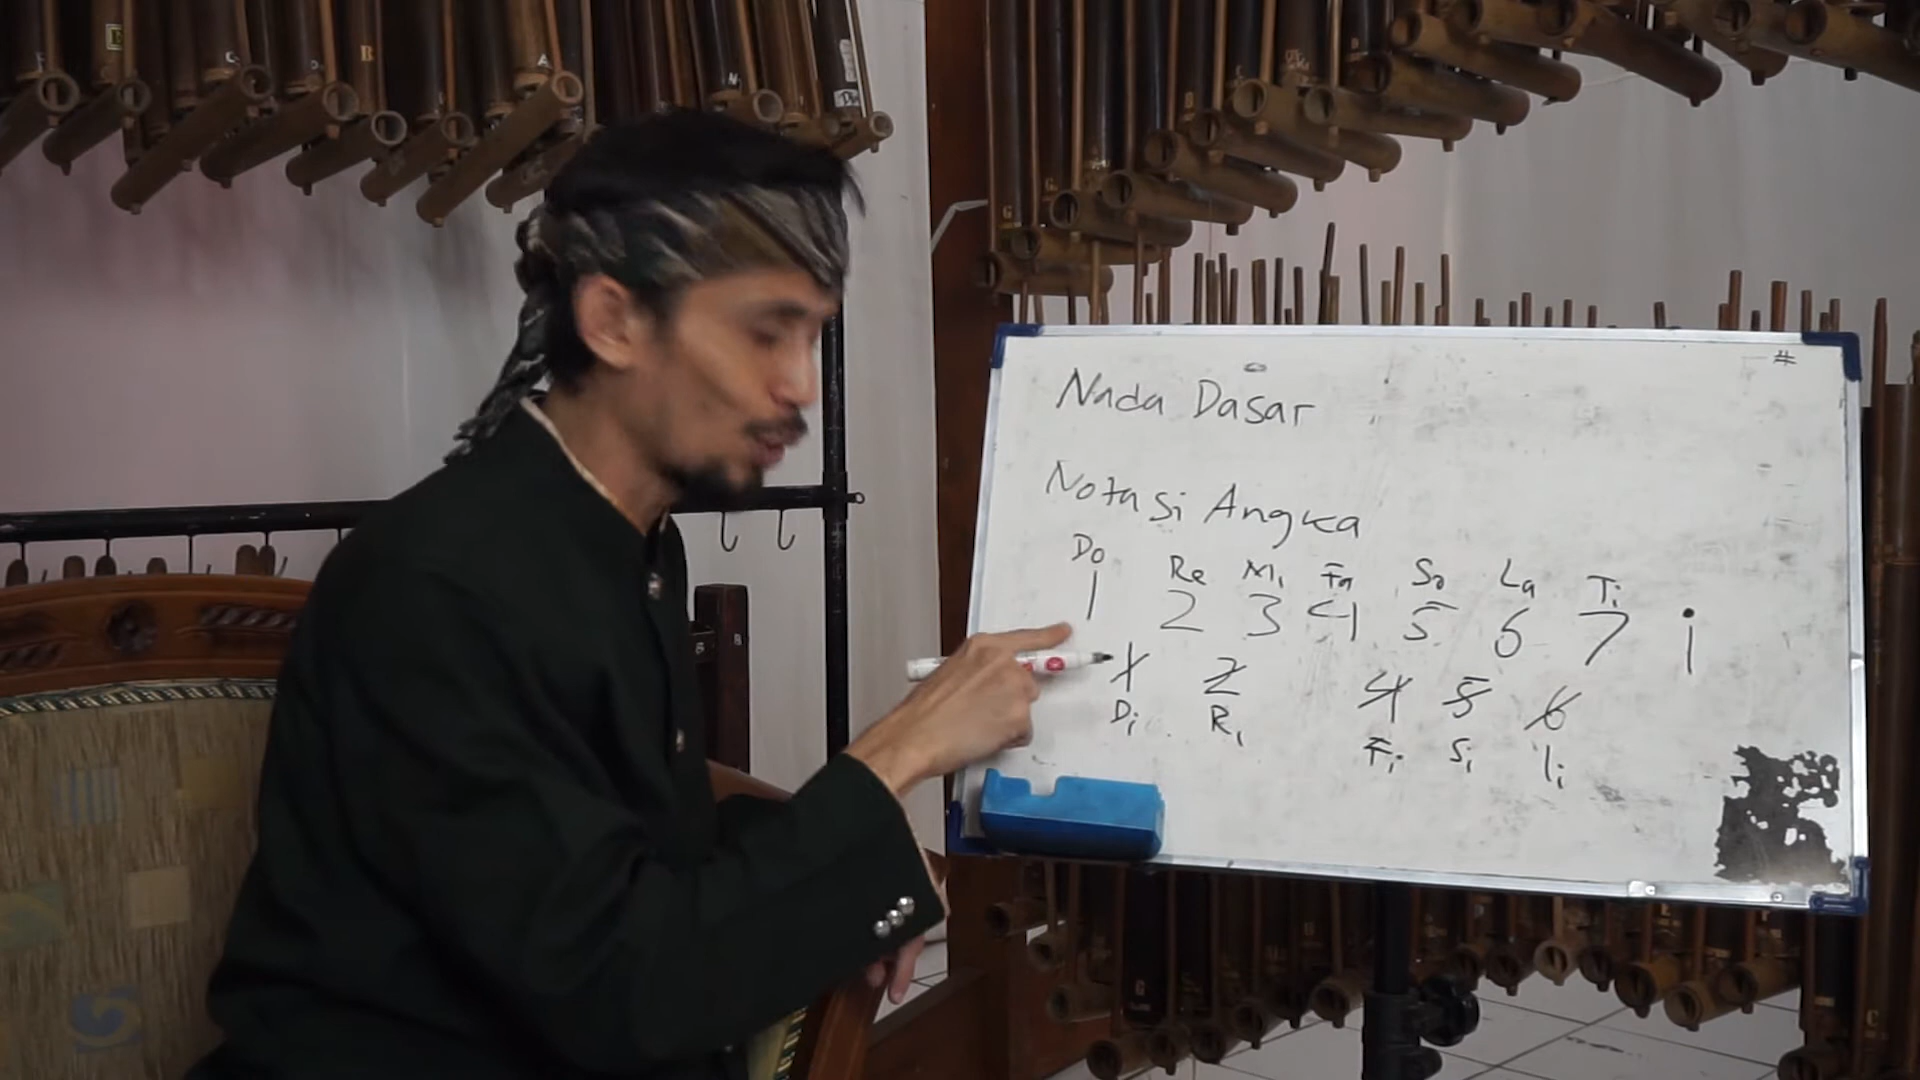 #
Nada Dasar
Notasi Angka
Do Re Mi Fa So La Ti
1 2 3 4 5 6 7 i
1 2 4 5 6
Di Ri Fi Si li